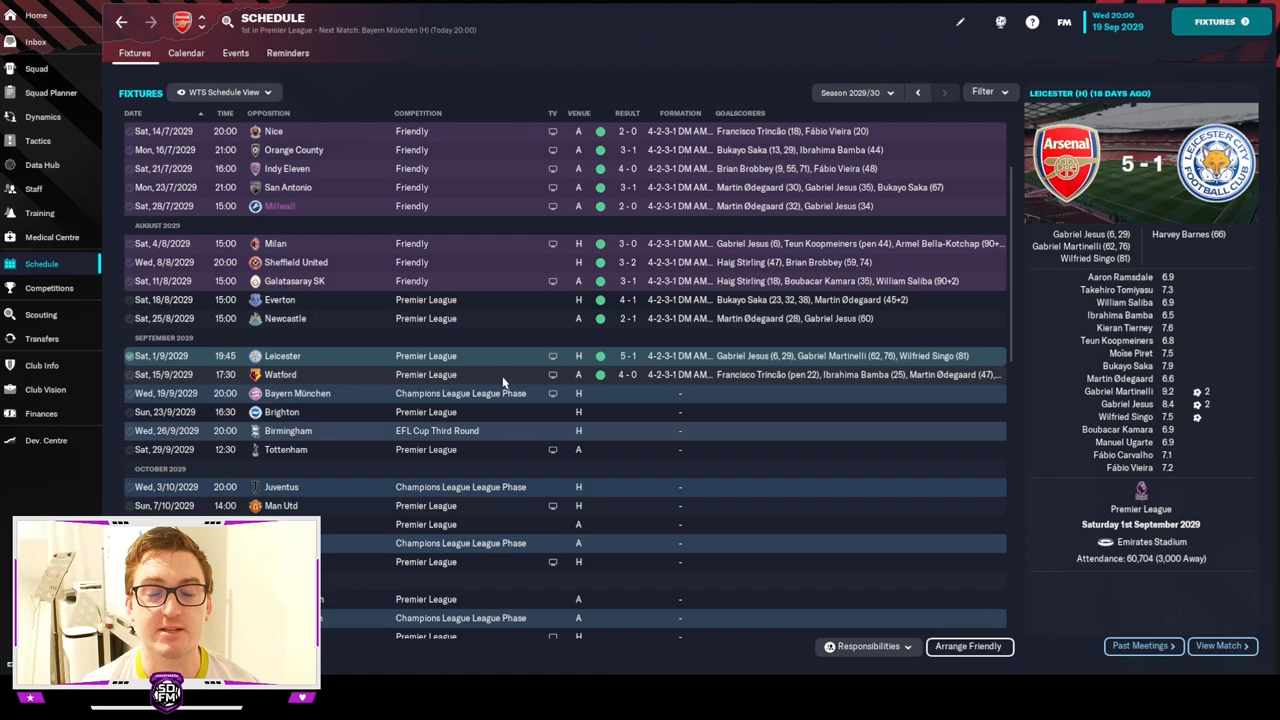 Home
SCHEDULE
1st in Premier League - Next Match: Bayern München (H) (Today 20:00)
FM
Wed 20:00
19 Sep 2029
FIXTURES
Inbox
Squad
Squad Planner
Dynamics
Tactics
Data Hub
Staff
Training
Medical Centre
Schedule
Competitions
Scouting
Transfers
Club Info
Club Vision
Finances
Dev. Centre
Fixtures Calendar Events Reminders
FIXTURES WTS Schedule View Season 2029/30 Filter
DATE TIME OPPOSITION COMPETITION TV VENUE RESULT FORMATION GOALSCORERS
Sat, 14/7/2029 20:00 Nice Friendly A 2 - 0 4-2-3-1 DM AM... Francisco Trincão (18), Fábio Vieira (20)
Mon, 16/7/2029 21:00 Orange County Friendly A 3 - 1 4-2-3-1 DM AM... Bukayo Saka (13, 29), Ibrahima Bamba (44)
Sat, 21/7/2029 16:00 Indy Eleven Friendly A 4 - 0 4-2-3-1 DM AM... Brian Brobbey (9, 55, 71), Fábio Vieira (48)
Mon, 23/7/2029 21:00 San Antonio Friendly A 3 - 1 4-2-3-1 DM AM... Martin Ødegaard (30), Gabriel Jesus (35), Bukayo Saka (67)
Sat, 28/7/2029 15:00 Millwall Friendly A 2 - 0 4-2-3-1 DM AM... Martin Ødegaard (32), Gabriel Jesus (34)
AUGUST 2029
Sat, 4/8/2029 15:00 Milan Friendly H 3 - 0 4-2-3-1 DM AM... Gabriel Jesus (6), Teun Koopmeiners (pen 44), Armel Bella-Kotchap (90+...
Wed, 8/8/2029 20:00 Sheffield United Friendly H 3 - 2 4-2-3-1 DM AM... Haig Stirling (47), Brian Brobbey (59, 74)
Sat, 11/8/2029 15:00 Galatasaray SK Friendly A 3 - 1 4-2-3-1 DM AM... Haig Stirling (18), Boubacar Kamara (35), William Saliba (90+2)
Sat, 18/8/2029 15:00 Everton Premier League H 4 - 1 4-2-3-1 DM AM... Bukayo Saka (23, 32, 38), Martin Ødegaard (45+2)
Sat, 25/8/2029 15:00 Newcastle Premier League A 2 - 1 4-2-3-1 DM AM... Martin Ødegaard (28), Gabriel Jesus (60)
SEPTEMBER 2029
Sat, 1/9/2029 19:45 Leicester Premier League H 5 - 1 4-2-3-1 DM AM... Gabriel Jesus (6, 29), Gabriel Martinelli (62, 76), Wilfried Singo (81)
Sat, 15/9/2029 17:30 Watford Premier League A 4 - 0 4-2-3-1 DM AM... Francisco Trincão (pen 22), Ibrahima Bamba (25), Martin Ødegaard (47),...
Wed, 19/9/2029 20:00 Bayern München Champions League League Phase H -
Sun, 23/9/2029 16:30 Brighton Premier League H -
Wed, 26/9/2029 20:00 Birmingham EFL Cup Third Round H -
Sat, 29/9/2029 12:30 Tottenham Premier League A -
OCTOBER 2029
Wed, 3/10/2029 20:00 Juventus Champions League League Phase H -
Sun, 7/10/2029 14:00 Man Utd Premier League H -
Premier League A -
Champions League League Phase A -
Premier League H -
Premier League A -
Champions League League Phase A -
Premier League H -
Responsibilities Arrange Friendly
LEICESTER (H) (18 DAYS AGO)
Arsenal
5 - 1
LEICESTER CITY
FOOTBALL CLUB
Gabriel Jesus (6, 29)
Gabriel Martinelli (62, 76)
Wilfried Singo (81)
Harvey Barnes (66)
Aaron Ramsdale 6.9
Takehiro Tomiyasu 7.3
William Saliba 6.9
Ibrahima Bamba 6.5
Kieran Tierney 7.6
Teun Koopmeiners 6.8
Moïse Piret 7.5
Bukayo Saka 7.9
Martin Ødegaard 6.6
Gabriel Martinelli 9.2 2
Gabriel Jesus 8.4 2
Wilfried Singo 7.5
Boubacar Kamara 6.9
Manuel Ugarte 6.9
Fábio Carvalho 7.1
Fábio Vieira 7.2
Premier League
Saturday 1st September 2029
Emirates Stadium
Attendance: 60,704 (3,000 Away)
Past Meetings View Match
SD
FM